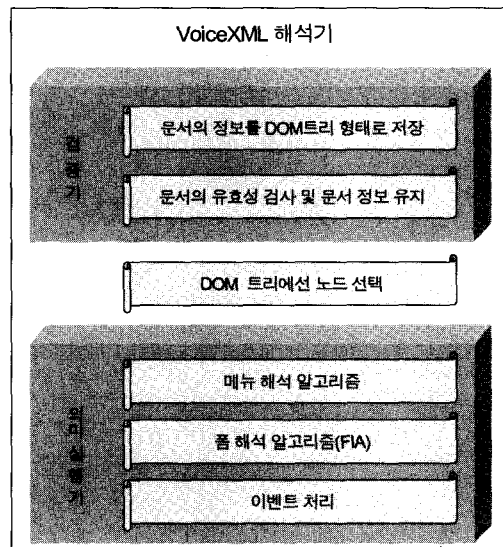 VoiceXML 해석기
문서의 정보를 DOM트리 형태로 저장
문서의 유효성 검사 및 문서 정보 유지
DOM 트리에선 노드 선택
메뉴 해석 알고리즘
폼 해석 알고리즘(FIA)
이벤트 처리